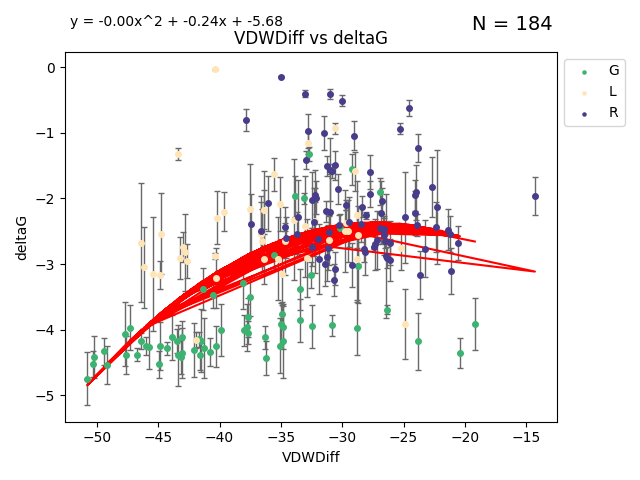 y = -0.00x^2 + -0.24x + -5.68
N = 184
VDWDiff vs deltaG
G
L
R
deltaG
0
−1
−2
−3
−4
−5
−50
−45
−40
−35
−30
−25
−20
−15
VDWDiff